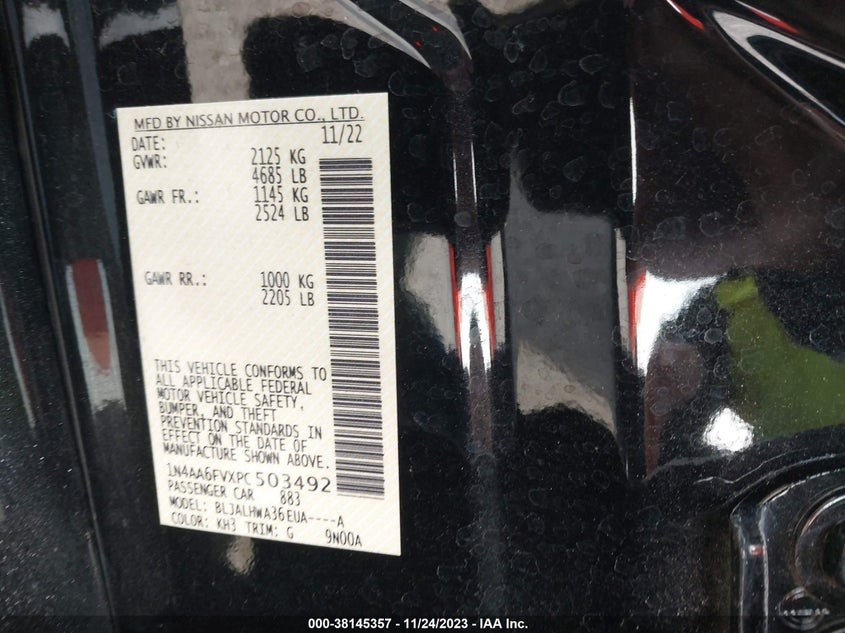 MFD BY NISSAN MOTOR CO., LTD.
DATE: 11/22
GVWR: 2125 KG
4685 LB
GAWR FR.: 1145 KG
2524 LB
GAWR RR.: 1000 KG
2205 LB
THIS VEHICLE CONFORMS TO
ALL APPLICABLE FEDERAL
MOTOR VEHICLE SAFETY,
BUMPER, AND THEFT
PREVENTION STANDARDS IN
EFFECT ON THE DATE OF
MANUFACTURE SHOWN ABOVE.
1N4AA6FVXPC503492
PASSENGER CAR 883
MODEL: BLJALHWA36EUA----A
COLOR: KH3 TRIM: G 9N00A
000-38145357 - 11/24/2023 - IAA Inc.